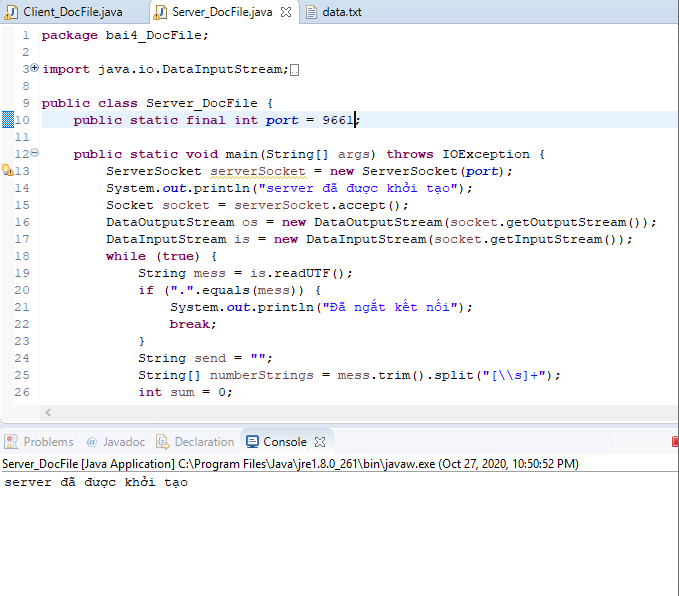 Client_DocFile.java Server_DocFile.java data.txt
1 package bai4_DocFile;
2
3 import java.io.DataInputStream;
8
9 public class Server_DocFile {
10 public static final int port = 9661;
11
12 public static void main(String[] args) throws IOException {
13 ServerSocket serverSocket = new ServerSocket(port);
14 System.out.println("server đã được khởi tạo");
15 Socket socket = serverSocket.accept();
16 DataOutputStream os = new DataOutputStream(socket.getOutputStream());
17 DataInputStream is = new DataInputStream(socket.getInputStream());
18 while (true) {
19 String mess = is.readUTF();
20 if (".".equals(mess)) {
21 System.out.println("Đã ngắt kết nối");
22 break;
23 }
24 String send = "";
25 String[] numberStrings = mess.trim().split("[\\s]+");
26 int sum = 0;
Problems Javadoc Declaration Console
Server_DocFile [Java Application] C:\Program Files\Java\jre1.8.0_261\bin\javaw.exe (Oct 27, 2020, 10:50:52 PM)
server đã được khởi tạo